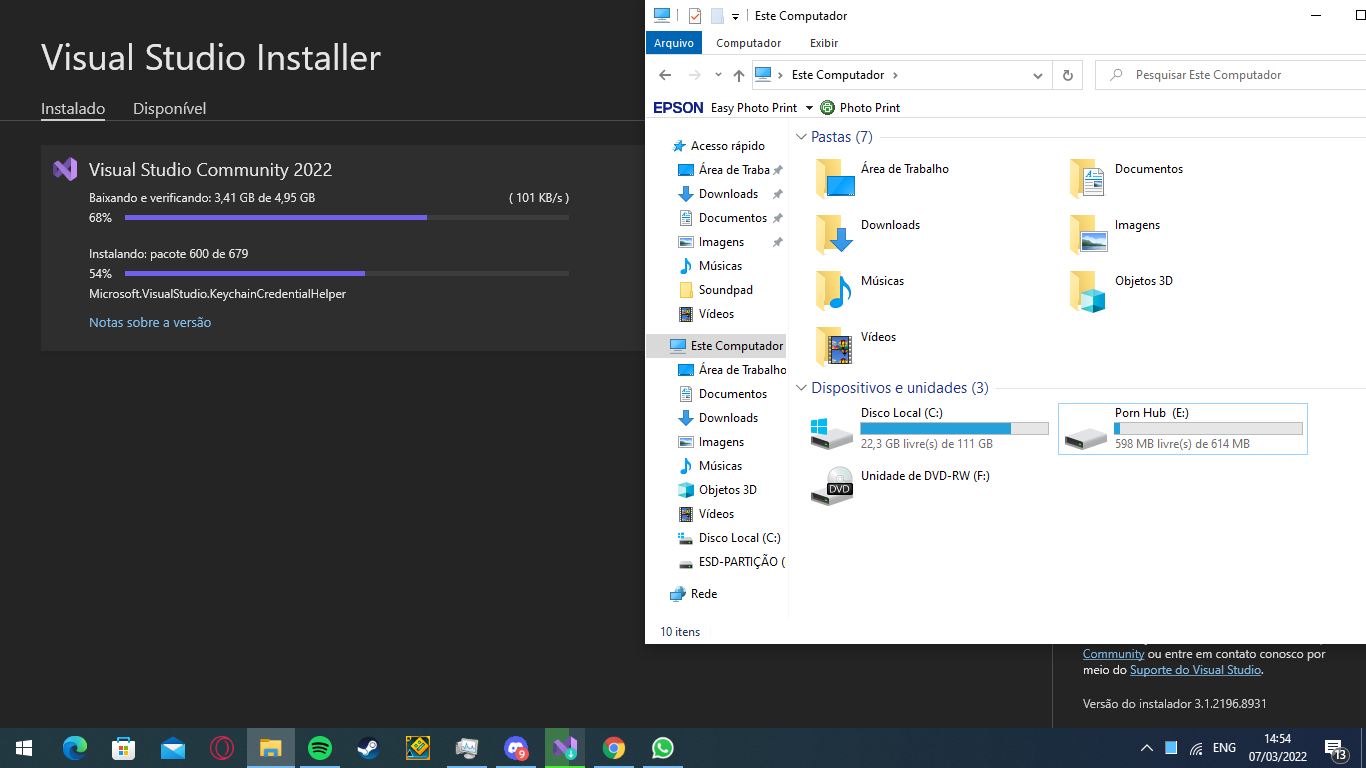 Visual Studio Installer
Instalado
Disponível
Visual Studio Community 2022
Baixando e verificando: 3,41 GB de 4,95 GB
( 101 KB/s )
68%
Instalando: pacote 600 de 679
54%
Microsoft.VisualStudio.KeychainCredentialHelper
Notas sobre a versão
Este Computador
Arquivo
Computador
Exibir
Este Computador
Pesquisar Este Computador
EPSON
Easy Photo Print
Photo Print
Acesso rápido
Área de Traba
Downloads
Documentos
Imagens
Músicas
Soundpad
Vídeos
Este Computador
Área de Trabalho
Documentos
Downloads
Imagens
Músicas
Objetos 3D
Vídeos
Disco Local (C:)
ESD-PARTIÇÃO (
Rede
Pastas (7)
Área de Trabalho
Documentos
Downloads
Imagens
Músicas
Objetos 3D
Vídeos
Dispositivos e unidades (3)
Disco Local (C:)
22,3 GB livre(s) de 111 GB
Porn Hub (E:)
598 MB livre(s) de 614 MB
DVD
Unidade de DVD-RW (F:)
10 itens
Community ou entre em contato conosco por
meio do Suporte do Visual Studio.
Versão do instalador 3.1.2196.8931
9
ENG
14:54
07/03/2022
13